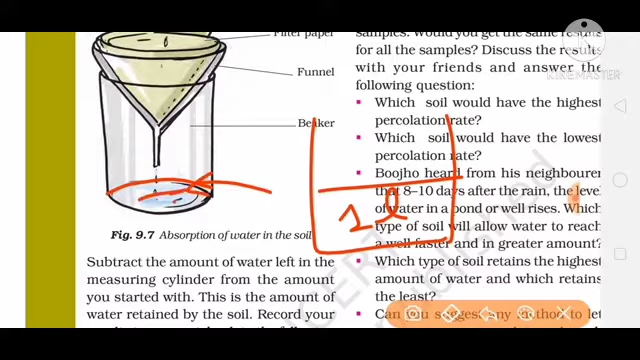 Filter paper
Funnel
Beaker
Fig. 9.7 Absorption of water in the soil
Subtract the amount of water left in the
measuring cylinder from the amount
you started with. This is the amount
of water retained by the soil. Record your
samples. Would you get the same results
for all the samples? Discuss the results
with your friends and answer the
following question:
Which soil would have the highest
percolation rate?
Which soil would have the lowest
percolation rate?
Boojho heard from his neighbourer
that 8–10 days after the rain, the level
of water in a pond or well rises. Which
type of soil will allow water to reach
a well faster and in greater amount?
Which type of soil retains the highest
amount of water and which retains
the least?
Can you suggest any method to let
1 l
KINEMASTER